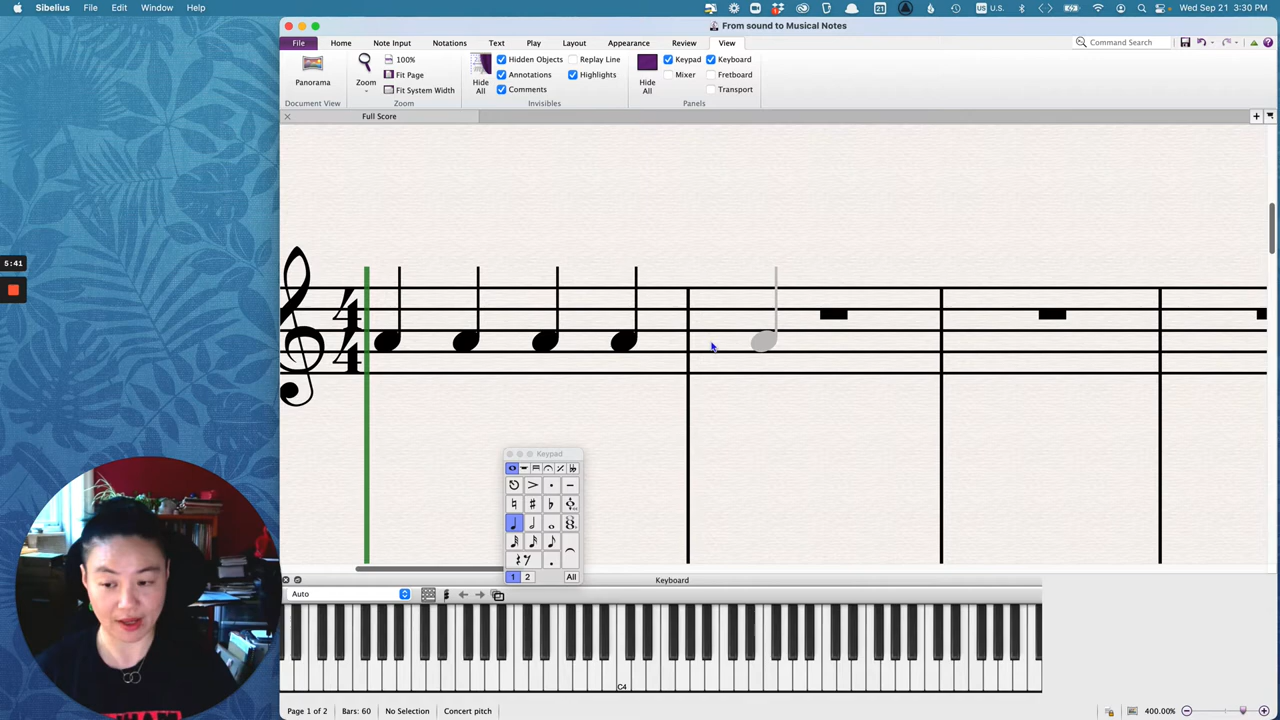 Sibelius File Edit Window Help
21 U.S. Wed Sep 21 3:30 PM
From sound to Musical Notes
File Home Note Input Notations Text Play Layout Appearance Review View Command Search
Panorama
Document View
Zoom
100%
Fit Page
Fit System Width
Zoom
Hide All
Hidden Objects
Annotations
Comments
Replay Line
Highlights
Invisibles
Hide All
Keypad
Mixer
Keyboard
Fretboard
Transport
Panels
Full Score
5:41
4
4
Keypad
1 2 All
Keyboard
Auto
C4
Page 1 of 2 Bars: 60 No Selection Concert pitch 400.00%